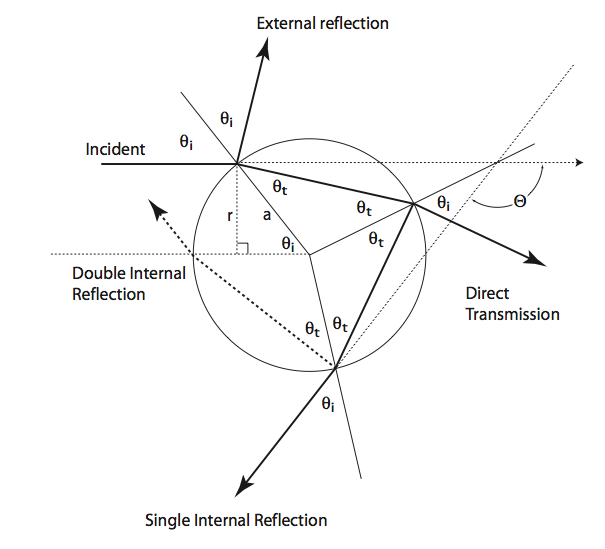 External reflection
θi
θi
Incident
θt
r
a
θt
θi
Θ
θt
θi
Double Internal
Reflection
Direct
Transmission
θt
θt
θi
Single Internal Reflection